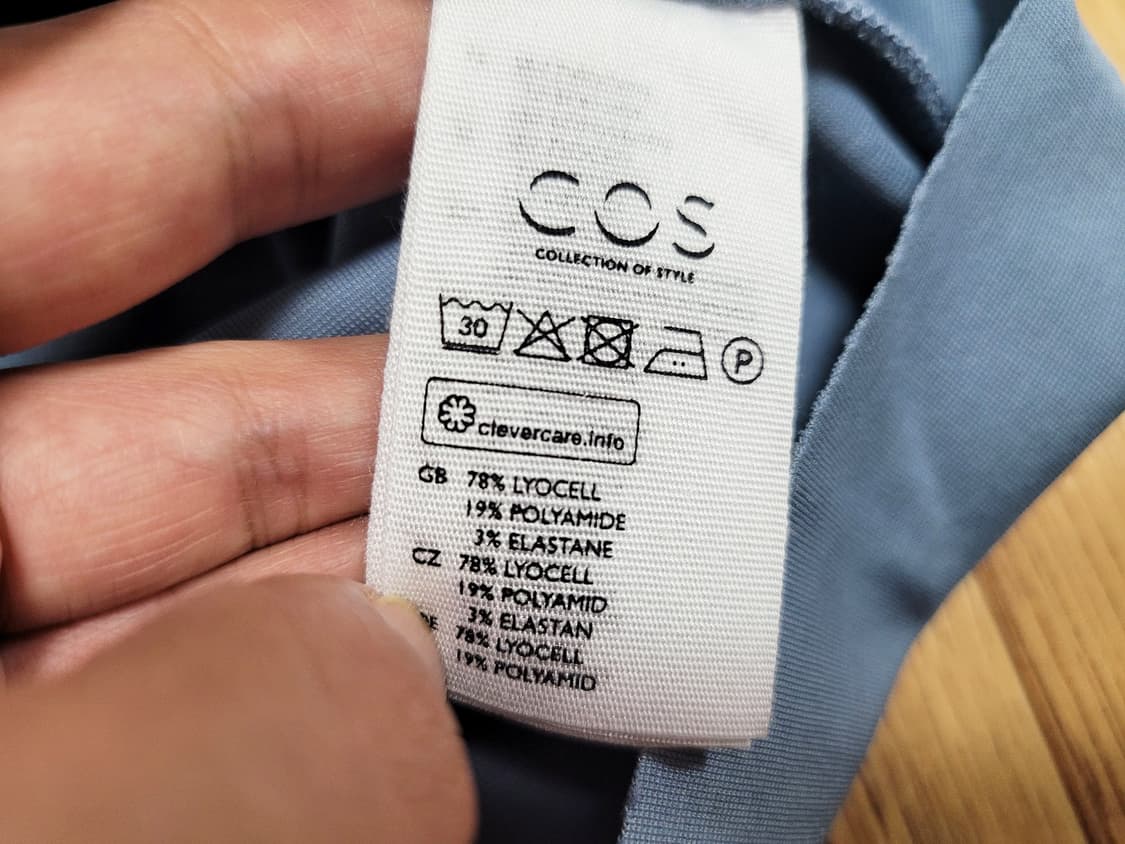 COS
COLLECTION OF STYLE
30
P
clevercare.info
GB 78% LYOCELL
19% POLYAMIDE
3% ELASTANE
CZ 78% LYOCELL
19% POLYAMID
3% ELASTAN
78% LYOCELL
19% POLYAMID